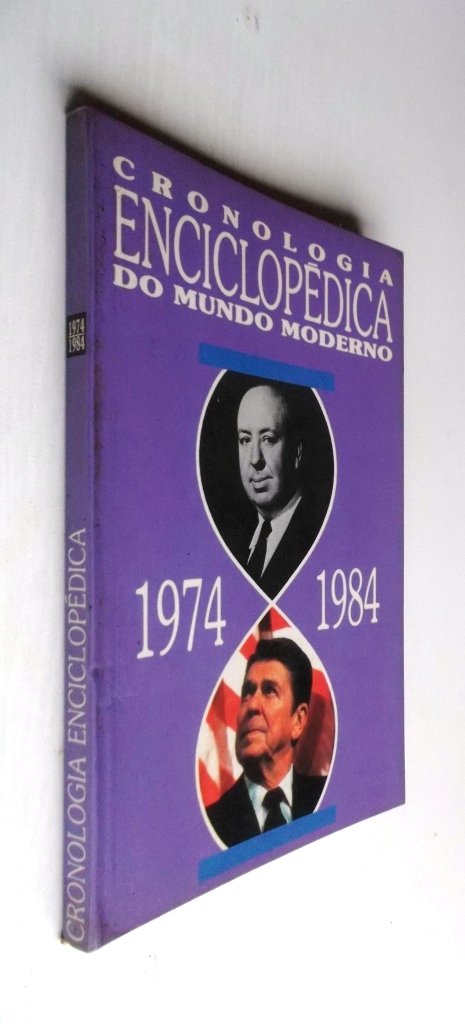 CRONOLOGIA
ENCICLOPÉDICA
DO MUNDO MODERNO
1974 1984
1974
1984
CRONOLOGIA ENCICLOPÉDICA